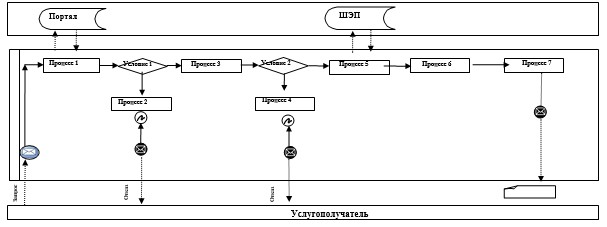 Портал
ШЭП
Процесс 1
Условие 1
Процесс 3
Условие 2
Процесс 5
Процесс 6
Процесс 7
Процесс 2
Процесс 4
Запрос
Отказ
Отказ
Услугополучатель